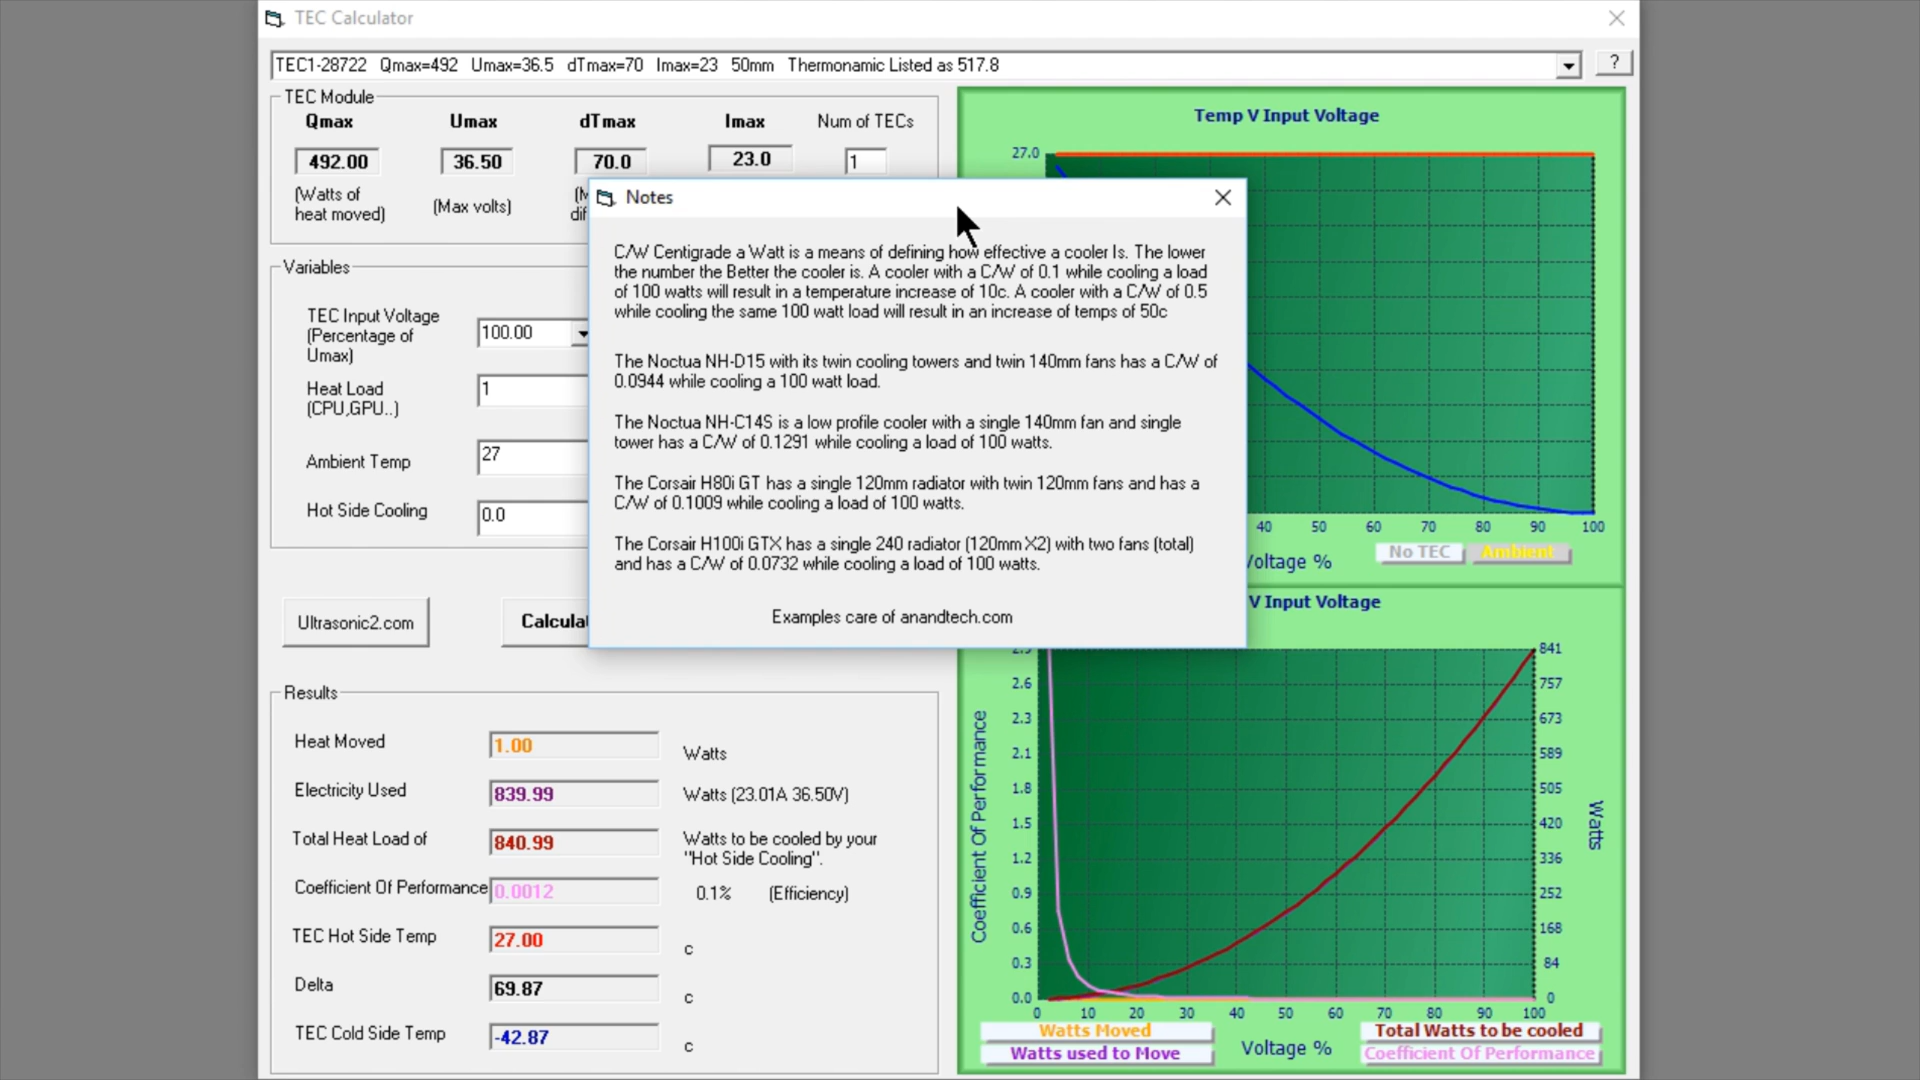 TEC Calculator
TEC1-28722 Qmax=492 Umax=36.5 dTmax=70 Imax=23 50mm Thermonamic Listed as 517.8
?
TEC Module
Qmax Umax dTmax Imax Num of TECs
492.00 36.50 70.0 23.0 1
(Watts of
heat moved)
(Max volts)
Variables
TEC Input Voltage
(Percentage of
Umax)
100.00
Heat Load
(CPU,GPU..)
1
Ambient Temp
27
Hot Side Cooling
0.0
Ultrasonic2.com
Notes
C/W Centigrade a Watt is a means of defining how effective a cooler Is. The lower
the number the Better the cooler is. A cooler with a C/W of 0.1 while cooling a load
of 100 watts will result in a temperature increase of 10c. A cooler with a C/W of 0.5
while cooling the same 100 watt load will result in an increase of temps of 50c
The Noctua NH-D15 with its twin cooling towers and twin 140mm fans has a C/W of
0.0944 while cooling a 100 watt load.
The Noctua NH-C14S is a low profile cooler with a single 140mm fan and single
tower has a C/W of 0.1291 while cooling a load of 100 watts.
The Corsair H80i GT has a single 120mm radiator with twin 120mm fans and has a
C/W of 0.1009 while cooling a load of 100 watts.
The Corsair H100i GTX has a single 240 radiator (120mm X2) with two fans (total)
and has a C/W of 0.0732 while cooling a load of 100 watts.
Examples care of anandtech.com
Results
Heat Moved 1.00 Watts
Electricity Used 839.99 Watts (23.01A 36.50V)
Total Heat Load of 840.99 Watts to be cooled by your
"Hot Side Cooling".
Coefficient Of Performance 0.0012 0.1% (Efficiency)
TEC Hot Side Temp 27.00 c
Delta 69.87 c
TEC Cold Side Temp -42.87 c
Temp V Input Voltage
27.0
40 50 60 70 80 90 100
Voltage %
No TEC Ambient
V Input Voltage
841
2.6 757
2.3 673
2.1 589
1.8 505
1.5 420
1.2 336
0.9 252
0.6 168
0.3 84
0.0 0
Coefficient Of Performance
Watts
0 10 20 30 40 50 60 70 80 90 100
Watts Moved
Total Watts to be cooled
Watts used to Move
Voltage %
Coefficient Of Performance